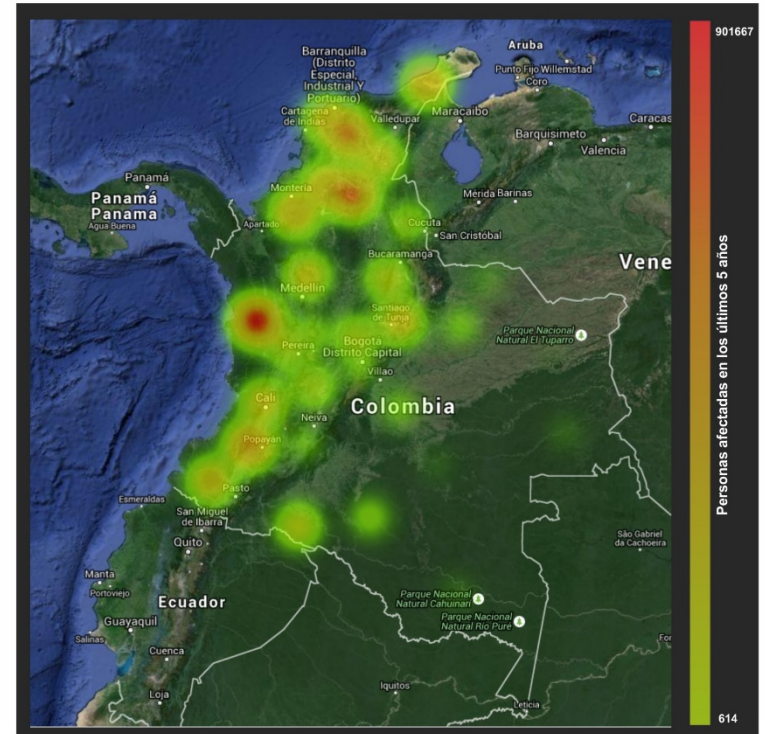 Barranquilla
(Distrito
Especial,
Industrial Y
Portuario)
Aruba
Punto Fijo
Willemstad
Coro
Cartagena
de Indias
Valledupar
Maracaibo
Caracas
Barquisimeto
Valencia
Panamá
Panamá
Panama
Agua Buena
Montería
Apartadó
Mérida
Barinas
Cúcuta
San Cristóbal
Bucaramanga
Vene
Medellín
Santiago
de Tunja
Parque Nacional
Natural El Tuparro
Pereira
Bogotá
Distrito Capital
Villao
Cali
Colombia
Neiva
Popayán
Pasto
Esmeraldas
San Miguel
de Ibarra
Quito
São Gabriel
da Cachoeira
Manta
Portoviejo
Ecuador
Parque Nacional
Natural Cahuinari
Parque Nacional
Natural Río Puré
Guayaquil
Salinas
For
Cuenca
Iquitos
Loja
Leticia
901667
Personas afectadas en los últimos 5 años
614